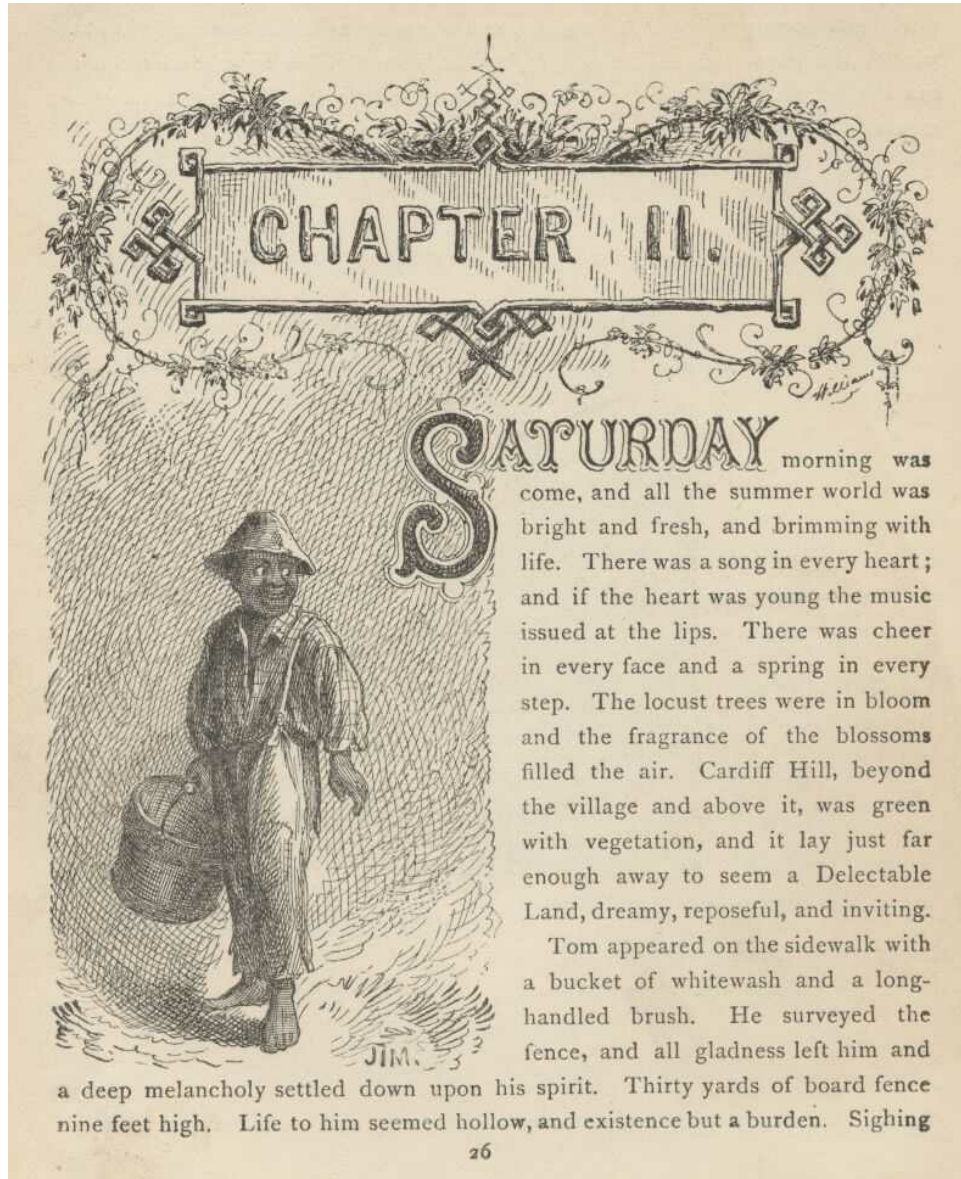 CHAPTER II.
Williams
SATURDAY morning was
come, and all the summer world was
bright and fresh, and brimming with
life. There was a song in every heart;
and if the heart was young the music
issued at the lips. There was cheer
in every face and a spring in every
step. The locust trees were in bloom
and the fragrance of the blossoms
filled the air. Cardiff Hill, beyond
the village and above it, was green
with vegetation, and it lay just far
enough away to seem a Delectable
Land, dreamy, reposeful, and inviting.
Tom appeared on the sidewalk with
a bucket of whitewash and a long-
handled brush. He surveyed the
fence, and all gladness left him and
JIM.
a deep melancholy settled down upon his spirit. Thirty yards of board fence
nine feet high. Life to him seemed hollow, and existence but a burden. Sighing
26